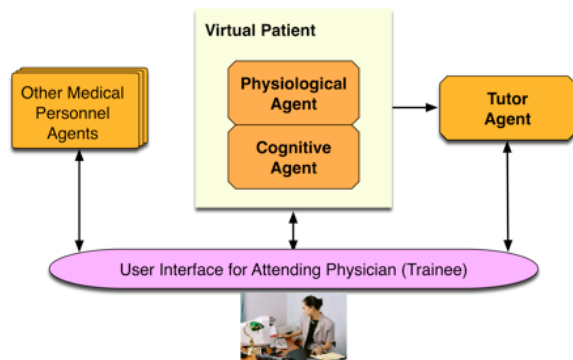 Virtual Patient
Other Medical
Personnel
Agents
Physiological
Agent
Cognitive
Agent
Tutor
Agent
User Interface for Attending Physician (Trainee)